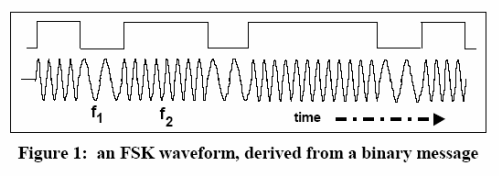 f1 f2 time
Figure 1: an FSK waveform, derived from a binary message